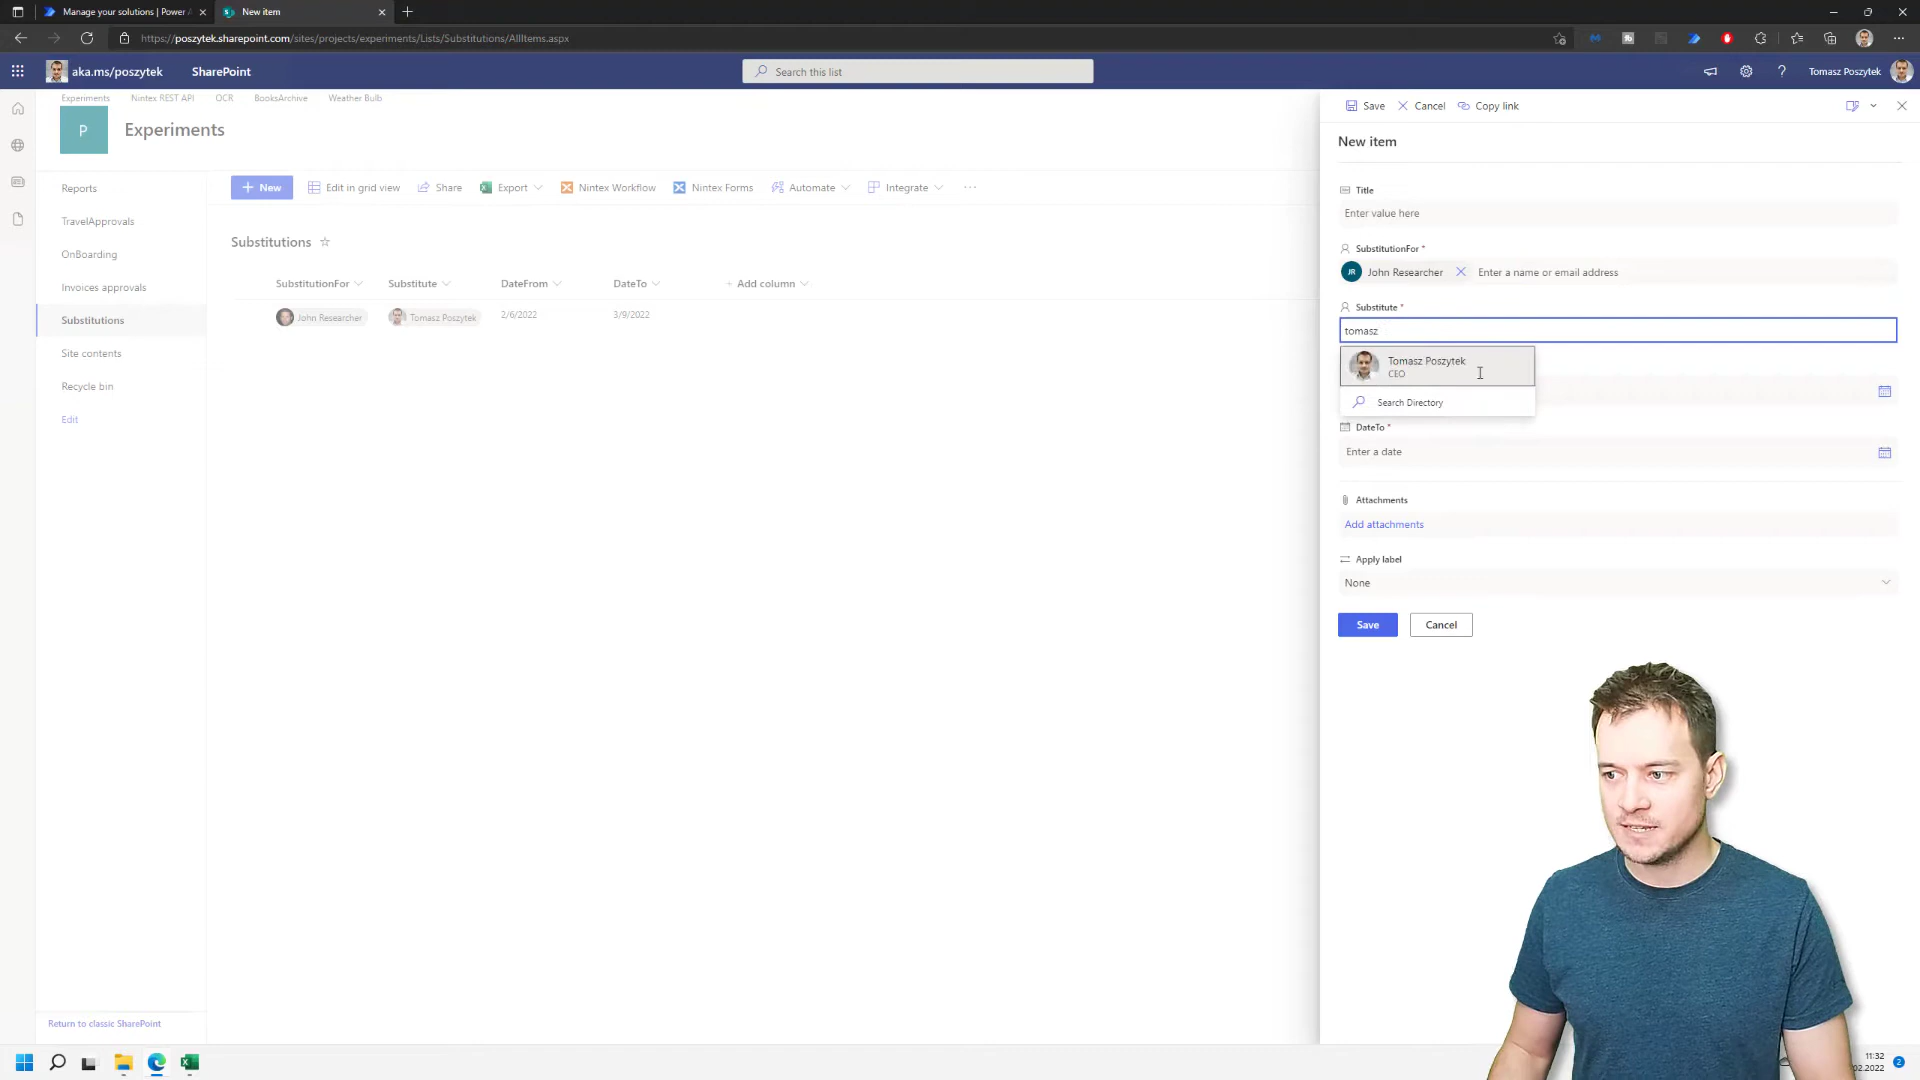 Manage your solutions | Power A
New item
https://poszytek.sharepoint.com/sites/projects/experiments/Lists/Substitutions/AllItems.aspx
aka.ms/poszytek
SharePoint
Search this list
Tomasz Poszytek
Experiments
Nintex REST API
OCR
BooksArchive
Weather Bulb
P
Experiments
Reports
TravelApprovals
OnBoarding
Invoices approvals
Substitutions
Site contents
Recycle bin
Edit
Return to classic SharePoint
New
Edit in grid view
Share
Export
Nintex Workflow
Nintex Forms
Automate
Integrate
Substitutions
SubstitutionFor
Substitute
DateFrom
DateTo
+ Add column
John Researcher
Tomasz Poszytek
2/6/2022
3/9/2022
Save
Cancel
Copy link
New item
Title
Enter value here
SubstitutionFor *
JR
John Researcher
Enter a name or email address
Substitute *
tomasz
Tomasz Poszytek
CEO
Search Directory
DateTo *
Enter a date
Attachments
Add attachments
Apply label
None
Save
Cancel
11:32
02.2022
2